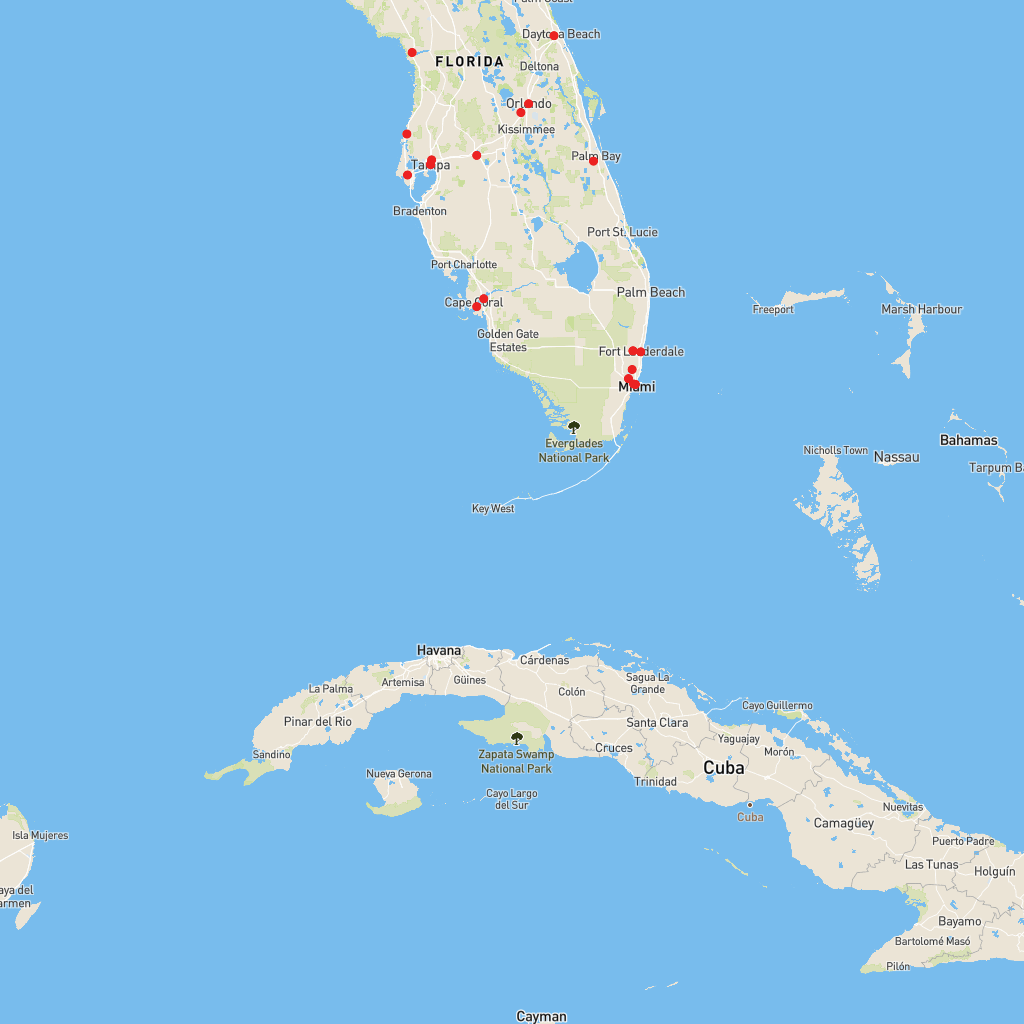 Palm Coast
Daytona Beach
FLORIDA
Deltona
Orlando
Kissimmee
Tampa
Palm Bay
Bradenton
Port St. Lucie
Port Charlotte
Palm Beach
Cape Coral
Freeport
Marsh Harbour
Golden Gate
Estates
Fort Lauderdale
Miami
Everglades
National Park
Bahamas
Nicholls Town
Nassau
Tarpum Ba
Key West
Havana
Cárdenas
Artemisa
Güines
La Palma
Colón
Sagua La
Grande
Cayo Guillermo
Pinar del Río
Santa Clara
Yaguajay
Morón
Cruces
Sandino
Zapata Swamp
National Park
Cuba
Nueva Gerona
Trinidad
Cayo Largo
del Sur
Cuba
Nuevitas
Camagüey
Isla Mujeres
Puerto Padre
Las Tunas
Holguín
aya del
armen
Bayamo
Bartolomé Masó
Pilón
Cayman